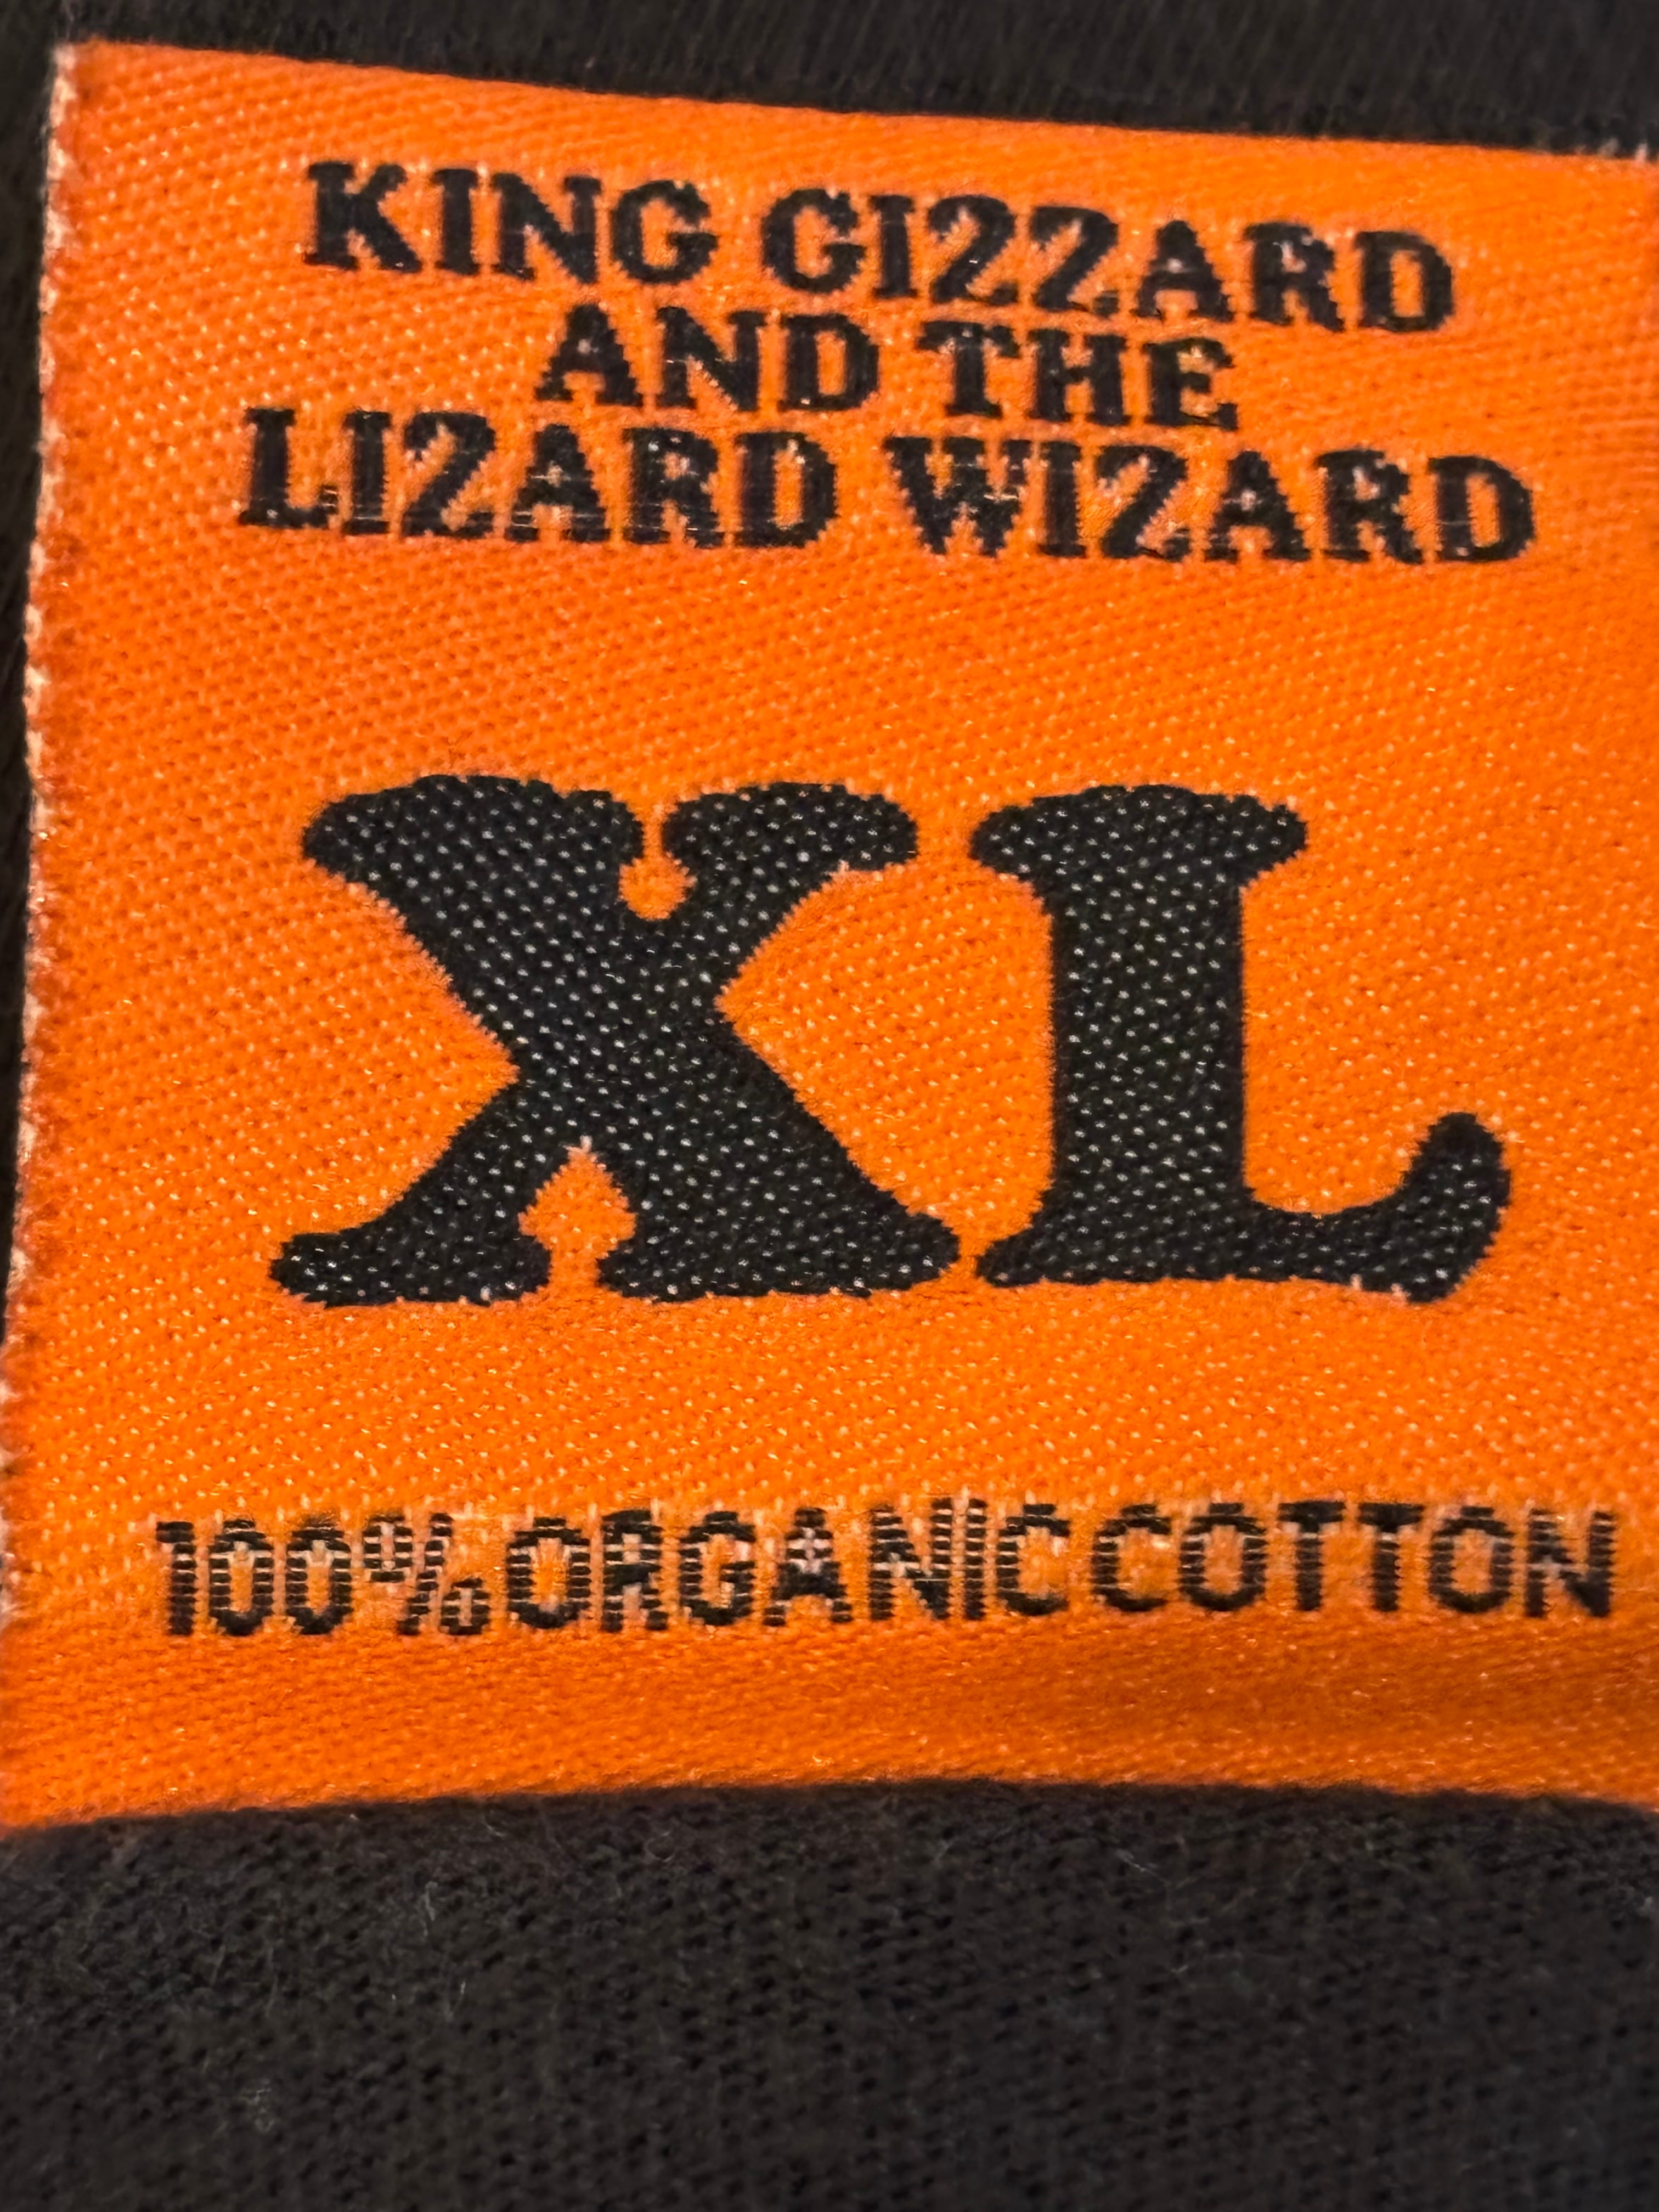 KING GIZZARD
AND THE
LIZARD WIZARD
XL
100% ORGANIC COTTON